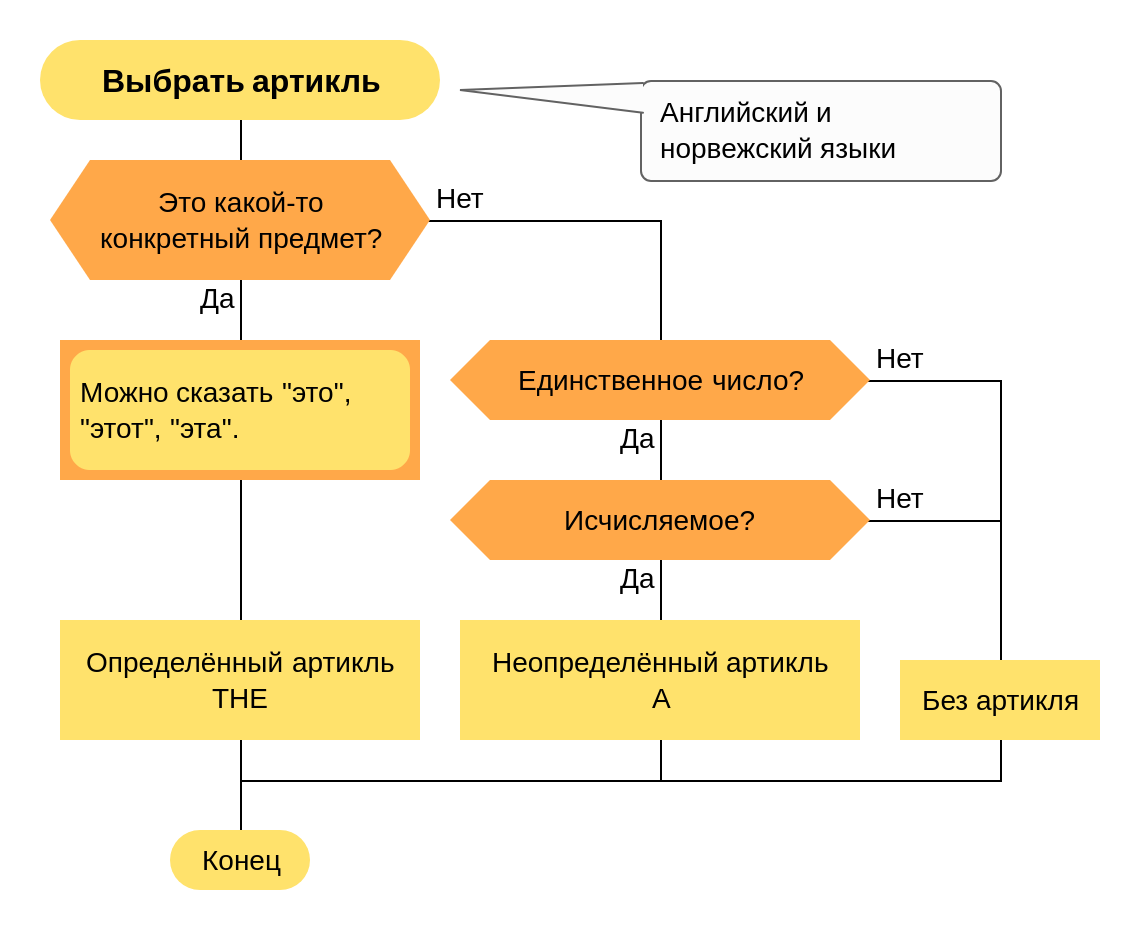 Выбрать артикль
Английский и
норвежский языки
Это какой-то
конкретный предмет?
Нет
Да
Можно сказать "это",
"этот", "эта".
Единственное число?
Нет
Да
Исчисляемое?
Нет
Да
Определённый артикль
THE
Неопределённый артикль
A
Без артикля
Конец